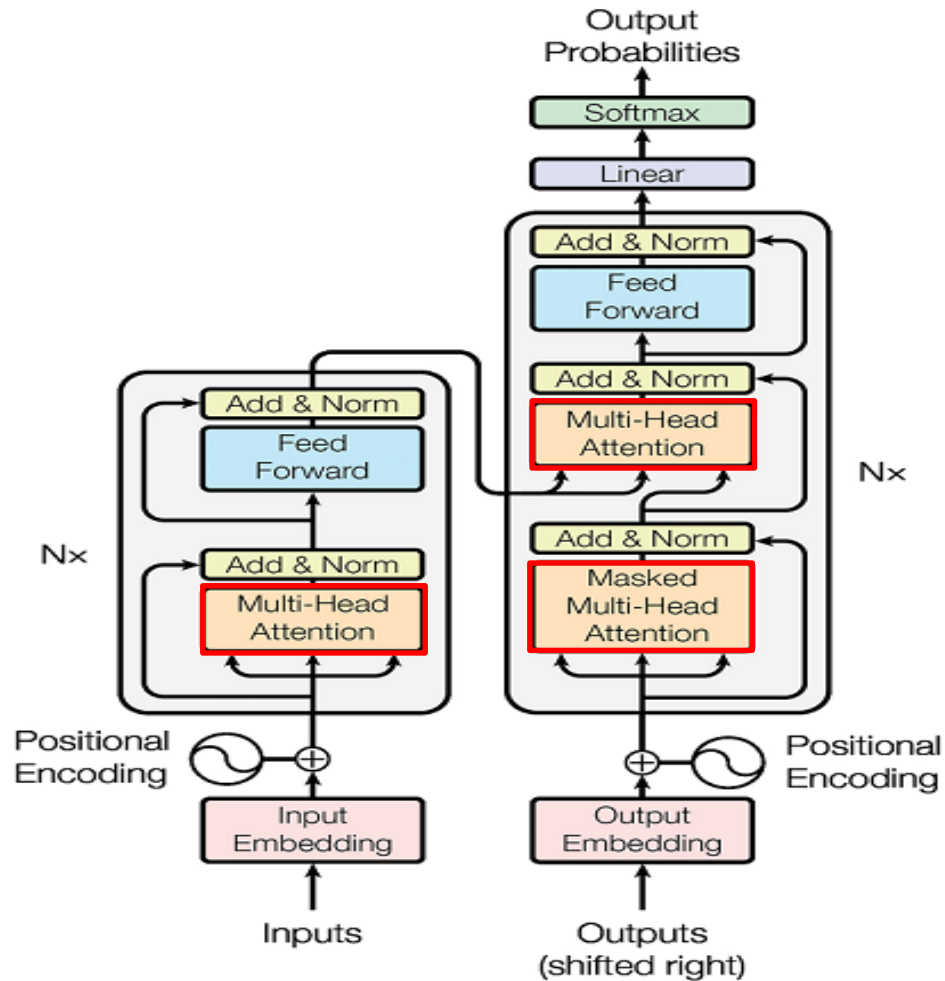 Output
Probabilities
Softmax
Linear
Add & Norm
Feed
Forward
Add & Norm
Multi-Head
Attention
Nx
Add & Norm
Masked
Multi-Head
Attention
Add & Norm
Feed
Forward
Nx
Add & Norm
Multi-Head
Attention
Positional
Encoding
Positional
Encoding
Input
Embedding
Output
Embedding
Inputs
Outputs
(shifted right)